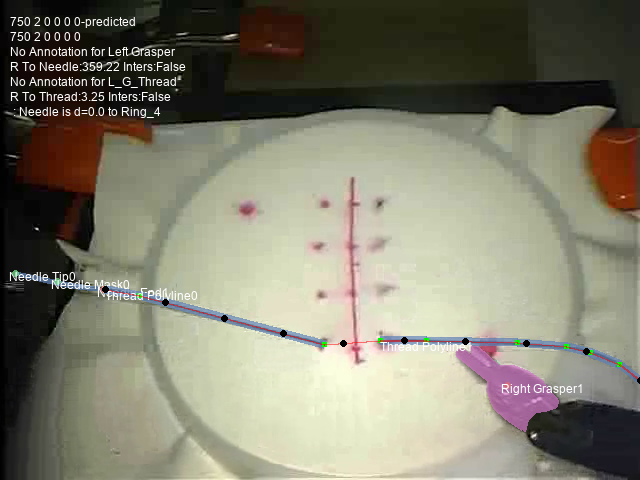 750 2 0 0 0 0-predicted
750 2 0 0 0 0
No Annotation for Left Grasper
R To Needle:359.22 Inters:False
No Annotation for L_G_Thread
R To Thread:3.25 Inters:False
: Needle is d=0.0 to Ring_4
Needle Tip0
Needle Mask0
Thread Polyline0
Thread Polyline
Right Grasper1